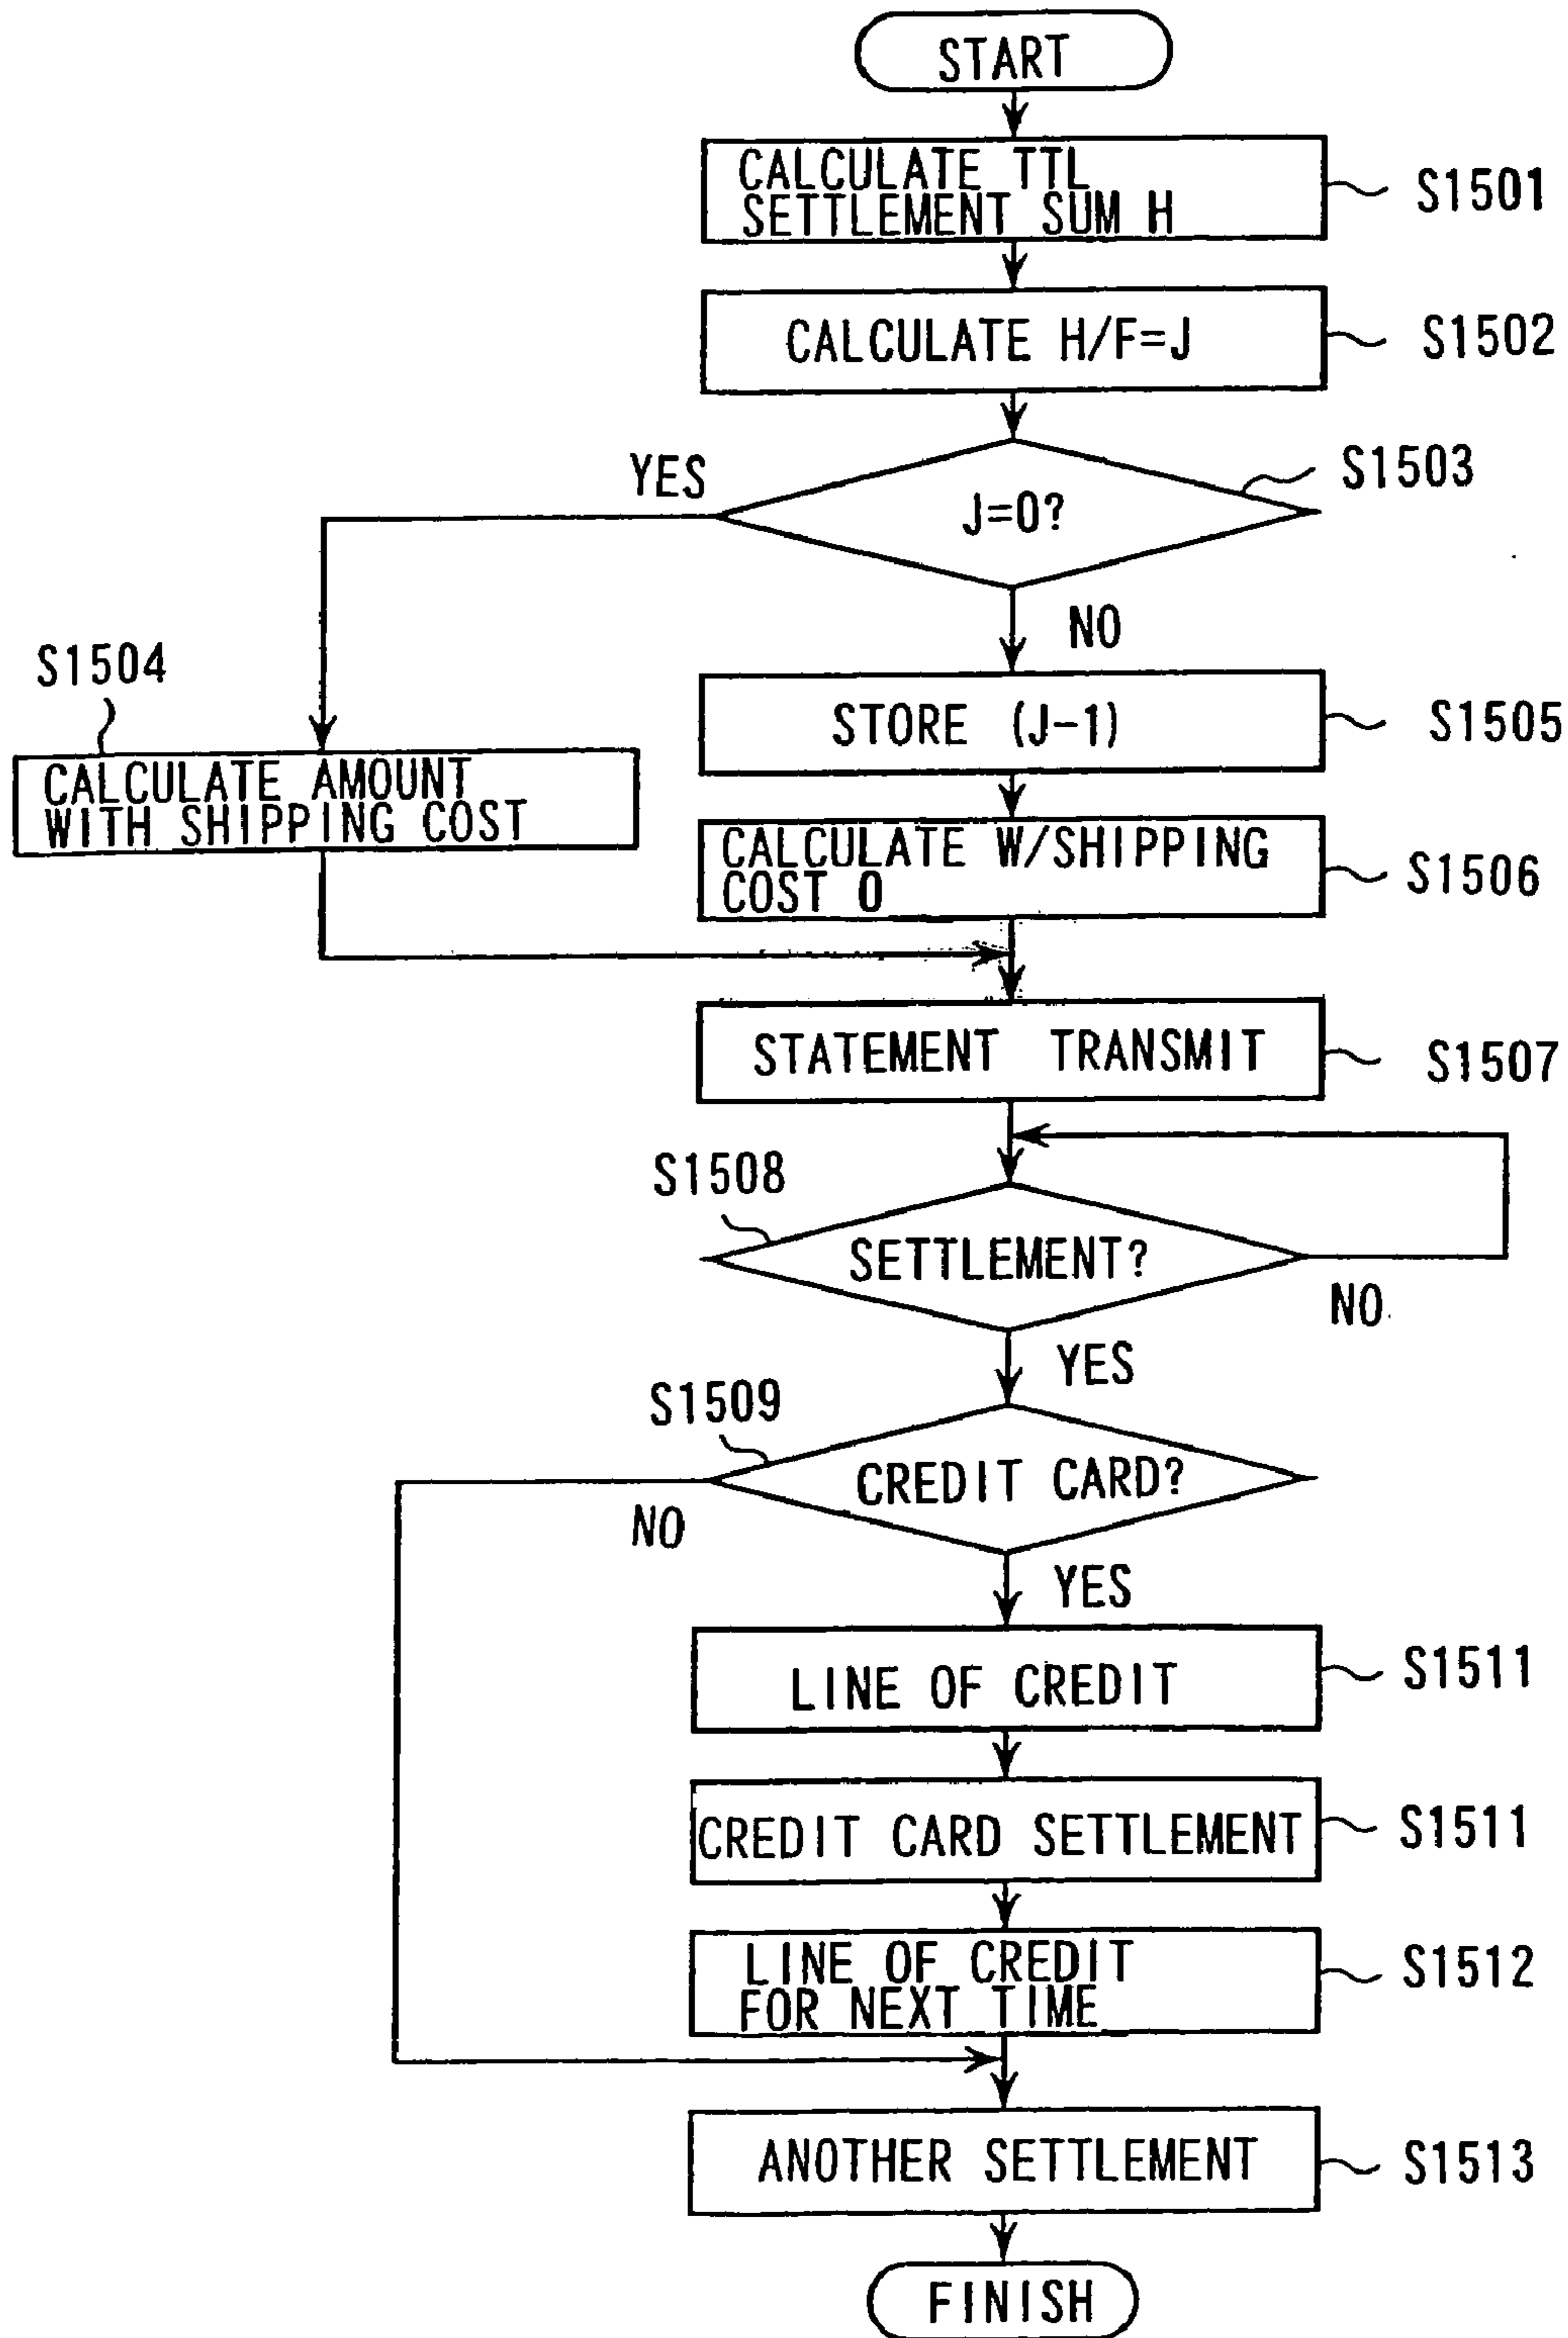 START
CALCULATE TTL
SETTLEMENT SUM H
S1501
CALCULATE H/F=J
S1502
J=0?
S1503
YES
NO
S1504
CALCULATE AMOUNT
WITH SHIPPING COST
STORE (J-1)
S1505
CALCULATE W/SHIPPING
COST 0
S1506
STATEMENT TRANSMIT
S1507
S1508
SETTLEMENT?
NO
YES
S1509
CREDIT CARD?
NO
YES
LINE OF CREDIT
S1511
CREDIT CARD SETTLEMENT
S1511
LINE OF CREDIT
FOR NEXT TIME
S1512
ANOTHER SETTLEMENT
S1513
FINISH